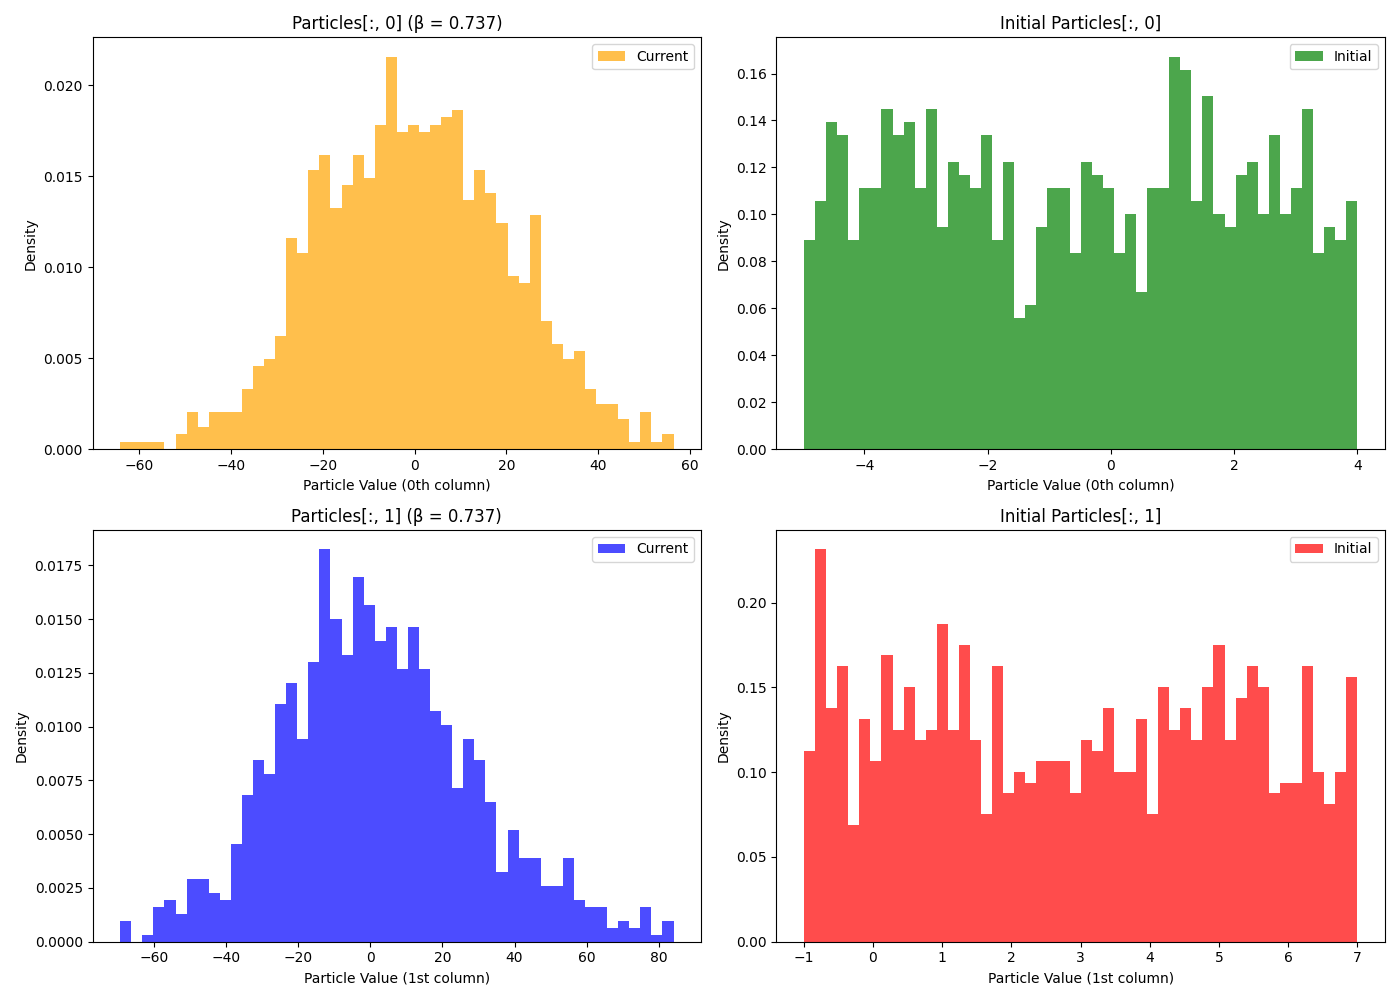 Particles[:, 0] (β = 0.737)
Current
Density
0.020
0.015
0.010
0.005
0.000
−60 −40 −20 0 20 40 60
Particle Value (0th column)
Initial Particles[:, 0]
Initial
Density
0.16
0.14
0.12
0.10
0.08
0.06
0.04
0.02
0.00
−4 −2 0 2 4
Particle Value (0th column)
Particles[:, 1] (β = 0.737)
Current
Density
0.0175
0.0150
0.0125
0.0100
0.0075
0.0050
0.0025
0.0000
−60 −40 −20 0 20 40 60 80
Particle Value (1st column)
Initial Particles[:, 1]
Initial
Density
0.20
0.15
0.10
0.05
0.00
−1 0 1 2 3 4 5 6 7
Particle Value (1st column)